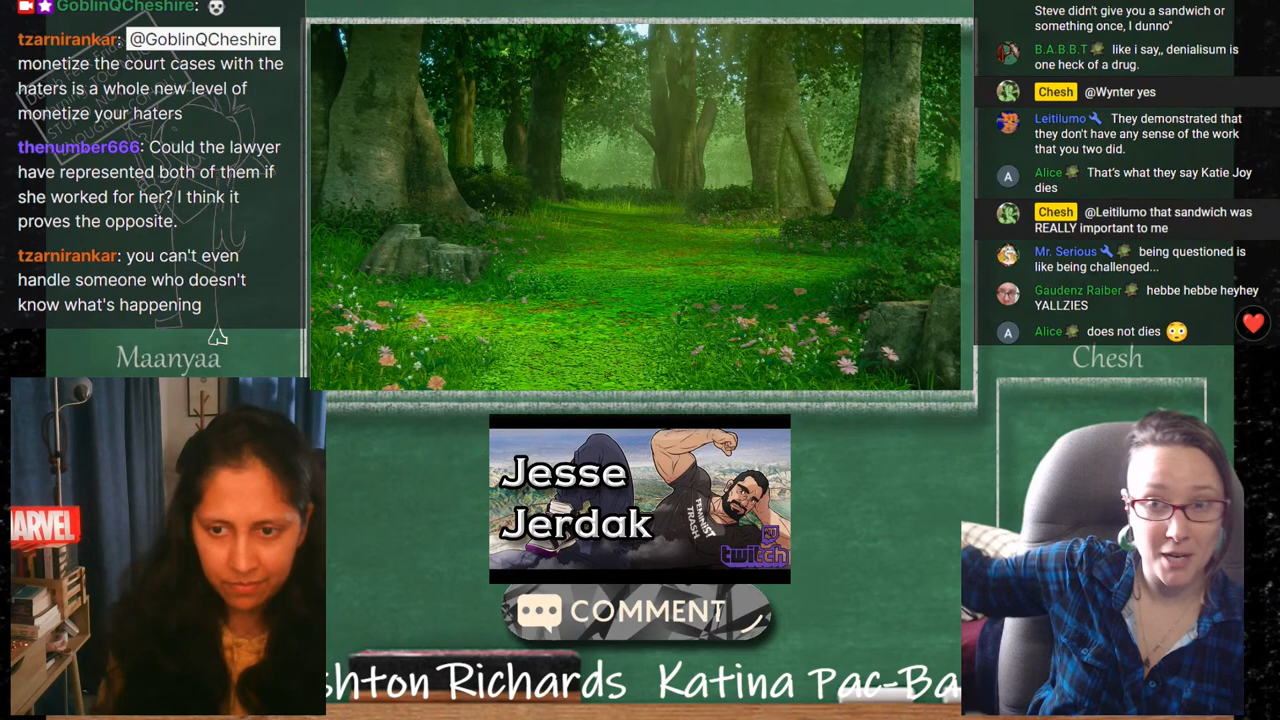 GoblinQCheshire:
tzarnirankar: @GoblinQCheshire
monetize the court cases with the
haters is a whole new level of
monetize your haters
thenumber666: Could the lawyer
have represented both of them if
she worked for her? I think it
proves the opposite.
tzarnirankar: you can't even
handle someone who doesn't
know what's happening
Maanyaa
MARVEL
Jesse
Jerdak
FEMINIST
TRASH
twitch
COMMENT
shton Richards Katina Pac-Ba
Steve didn't give you a sandwich or
something once, I dunno"
B.A.B.B.T like i say,, denialisum is
one heck of a drug.
Chesh @Wynter yes
Leitilumo They demonstrated that
they don't have any sense of the work
that you two did.
A Alice That's what they say Katie Joy
dies
Chesh @Leitilumo that sandwich was
REALLY important to me
Mr. Serious being questioned is
like being challenged...
Gaudenz Raiber hebbe hebbe heyhey
YALLZIES
A Alice does not dies
Chesh